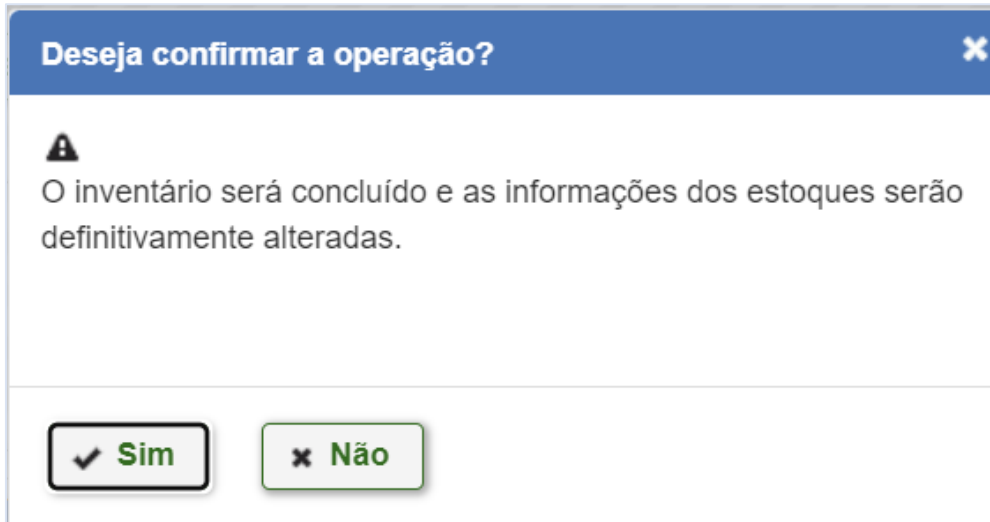 Deseja confirmar a operação?
O inventário será concluído e as informações dos estoques serão
definitivamente alteradas.
Sim
Não